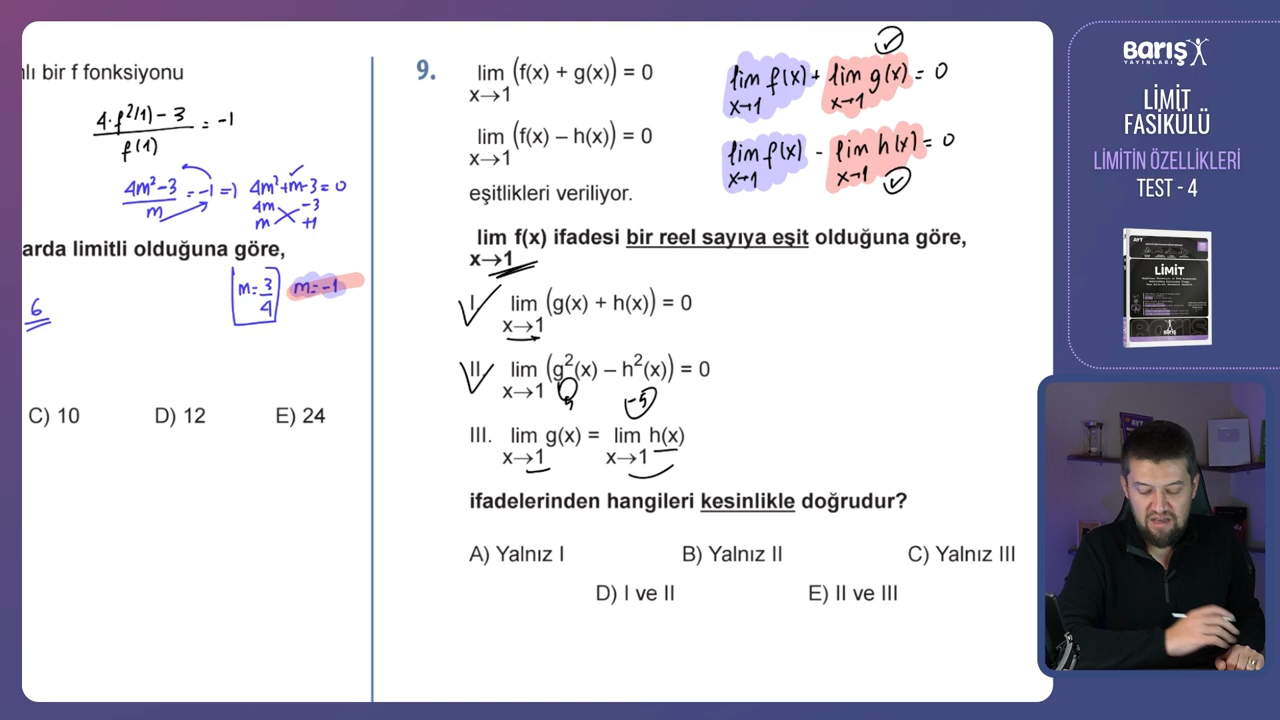 lı bir f fonksiyonu
4·f²(1) - 3
f(1)
= -1
4m²-3
m
= -1 => 4m²+m-3=0
4m -3
m +1
arda limitli olduğuna göre,
m=3/4 m=-1
6
C) 10 D) 12 E) 24
9. lim (f(x) + g(x)) = 0
x→1
lim (f(x) – h(x)) = 0
x→1
eşitlikleri veriliyor.
lim f(x) + lim g(x) = 0
x→1 x→1
lim f(x) - lim h(x) = 0
x→1 x→1
lim f(x) ifadesi bir reel sayıya eşit olduğuna göre,
x→1
I lim (g(x) + h(x)) = 0
x→1
II lim (g²(x) – h²(x)) = 0
x→1
5 -5
III. lim g(x) = lim h(x)
x→1 x→1
ifadelerinden hangileri kesinlikle doğrudur?
A) Yalnız I B) Yalnız II C) Yalnız III
D) I ve II E) II ve III
BARIŞ
YAYINLARI
LİMİT
FASİKÜLÜ
LİMİTİN ÖZELLİKLERİ
TEST - 4
AYT
LİMİT
BARIŞ